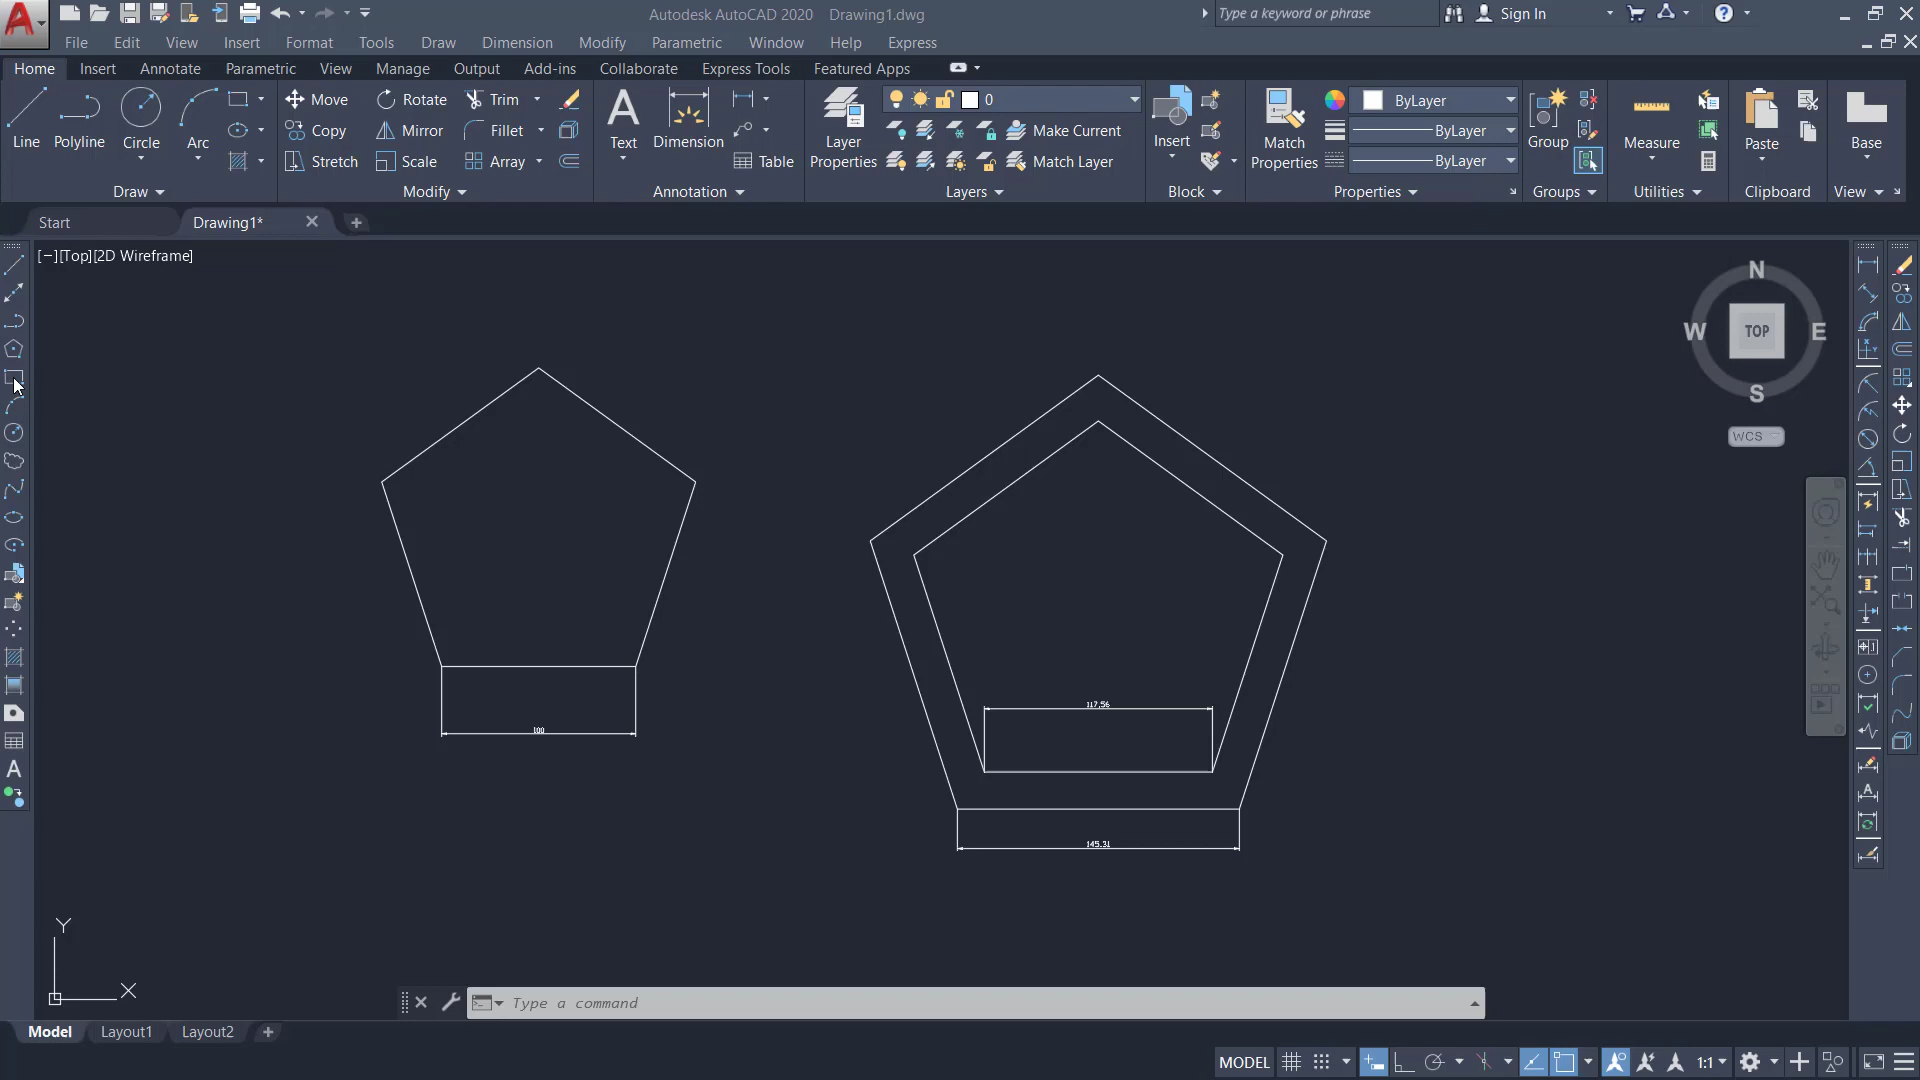 Autodesk AutoCAD 2020 Drawing1.dwg
Type a keyword or phrase
Sign In
File Edit View Insert Format Tools Draw Dimension Modify Parametric Window Help Express
Home Insert Annotate Parametric View Manage Output Add-ins Collaborate Express Tools Featured Apps
Line Polyline Circle Arc
Move Rotate Trim
Copy Mirror Fillet
Stretch Scale Array
Text Dimension Table
Layer Properties
0
Make Current
Match Layer
Insert
Match Properties
ByLayer
ByLayer
ByLayer
Group
Measure
Paste
Base
Draw Modify Annotation Layers Block Properties Groups Utilities Clipboard View
Start Drawing1*
[−][Top][2D Wireframe]
N
W TOP E
S
WCS
117,56
100
145.31
A
A
Y
X
Type a command
Model Layout1 Layout2
MODEL 1:1